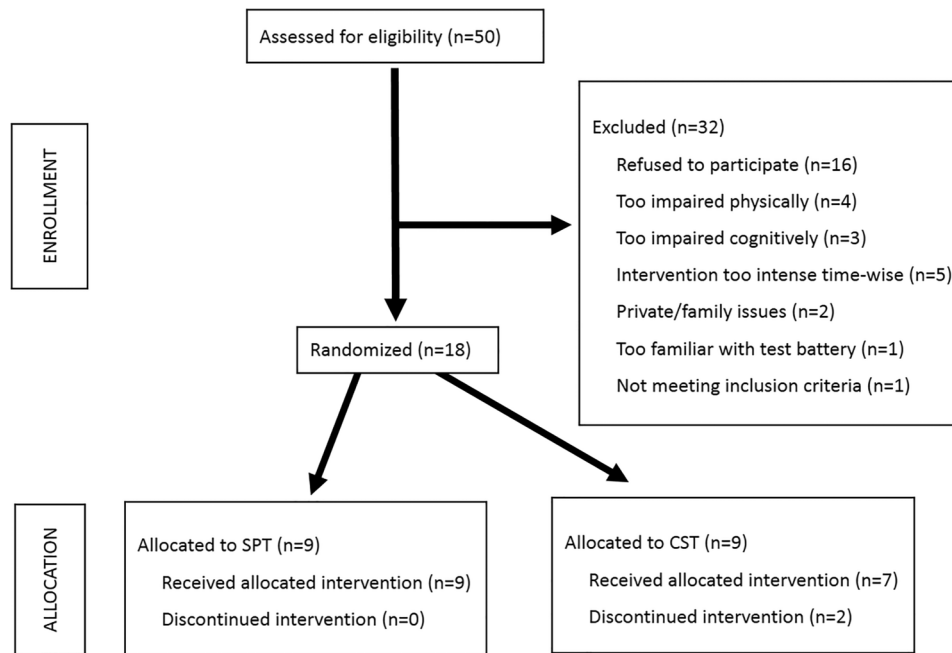 Assessed for eligibility (n=50)
ENROLLMENT
Excluded (n=32)
Refused to participate (n=16)
Too impaired physically (n=4)
Too impaired cognitively (n=3)
Intervention too intense time-wise (n=5)
Private/family issues (n=2)
Too familiar with test battery (n=1)
Not meeting inclusion criteria (n=1)
Randomized (n=18)
ALLOCATION
Allocated to SPT (n=9)
Received allocated intervention (n=9)
Discontinued intervention (n=0)
Allocated to CST (n=9)
Received allocated intervention (n=7)
Discontinued intervention (n=2)